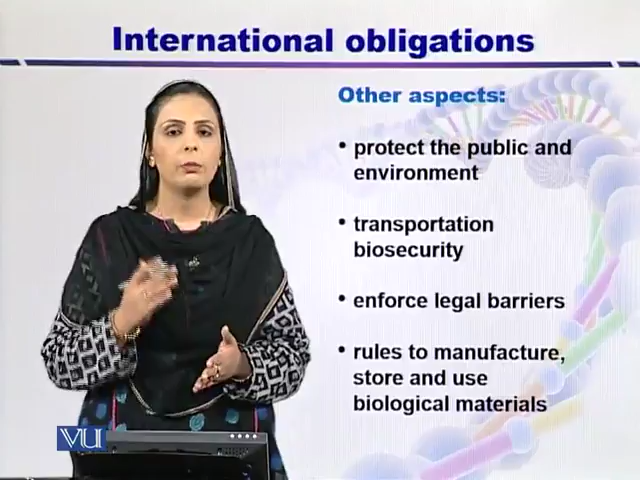 International obligations
Other aspects:
• protect the public and
environment
• transportation
biosecurity
• enforce legal barriers
• rules to manufacture,
store and use
biological materials
VU